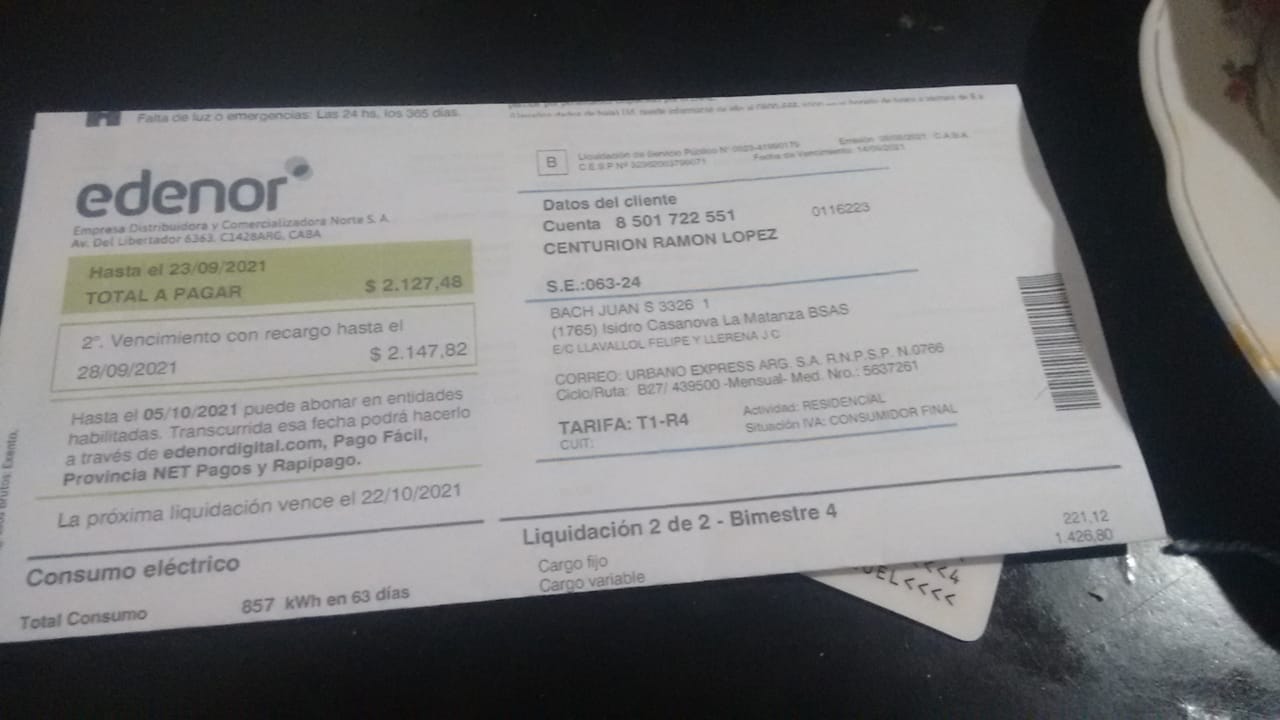 Falta de luz o emergencias: Las 24 hs, los 365 días.
edenor
Empresa Distribuidora y Comercializadora Norte S. A.
Av. Del Libertador 6363, C1428ARG, CABA
Hasta el 23/09/2021
TOTAL A PAGAR $ 2.127,48
2º. Vencimiento con recargo hasta el
28/09/2021 $ 2.147,82
Hasta el 05/10/2021 puede abonar en entidades
habilitadas. Transcurrida esa fecha podrá hacerlo
a través de edenordigital.com, Pago Fácil,
Provincia NET Pagos y Rapipago.
La próxima liquidación vence el 22/10/2021
Consumo eléctrico
Total Consumo 857 kWh en 63 días
B
Liquidación de Servicio Público Nº
C.E.S.P Nº
Emisión C.A.B.A.
Fecha de Vencimiento: 14/09/2021
Datos del cliente
Cuenta 8 501 722 551 0116223
CENTURION RAMON LOPEZ
S.E.:063-24
BACH JUAN S 3326 1
(1765) Isidro Casanova La Matanza BSAS
E/C LLAVALLOL FELIPE Y LLERENA J C
CORREO: URBANO EXPRESS ARG. S.A. R.N.P.S.P. N.0766
Ciclo/Ruta: B27/ 439500 -Mensual- Med. Nro.: 5637261
TARIFA: T1-R4
Actividad: RESIDENCIAL
CUIT:
Situación IVA: CONSUMIDOR FINAL
Liquidación 2 de 2 - Bimestre 4
Cargo fijo 221,12
Cargo variable 1.426,80
<<4
UEL<<<<